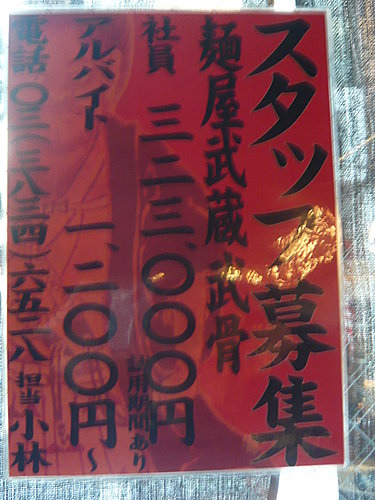 スタッフ募集
麺屋武蔵 武骨
社員 三二三、〇〇〇円
試用期間あり
アルバイト 一、二〇〇円〜
電話 〇三(三八三四)六五二八 担当 小林